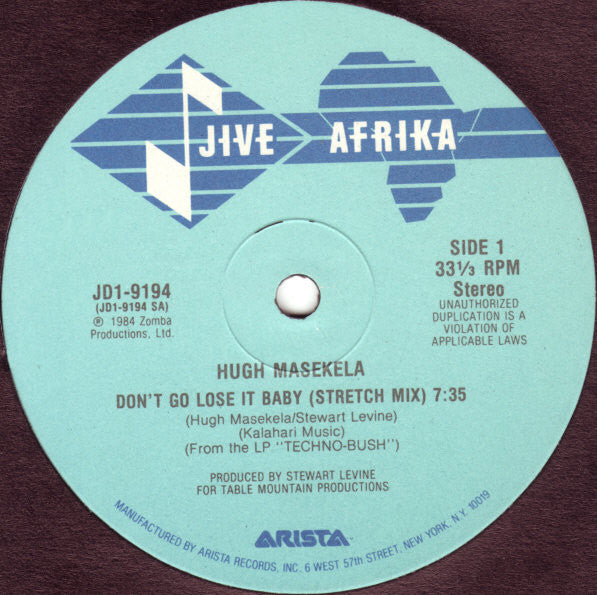 JIVE AFRIKA
JD1-9194
(JD1-9194 SA)
℗ 1984 Zomba
Productions, Ltd.
SIDE 1
33⅓ RPM
Stereo
UNAUTHORIZED
DUPLICATION IS A
VIOLATION OF
APPLICABLE LAWS
HUGH MASEKELA
DON'T GO LOSE IT BABY (STRETCH MIX) 7:35
(Hugh Masekela/Stewart Levine)
(Kalahari Music)
(From the LP "TECHNO-BUSH")
PRODUCED BY STEWART LEVINE
FOR TABLE MOUNTAIN PRODUCTIONS
ARISTA
MANUFACTURED BY ARISTA RECORDS, INC. 6 WEST 57th STREET, NEW YORK, N.Y. 10019